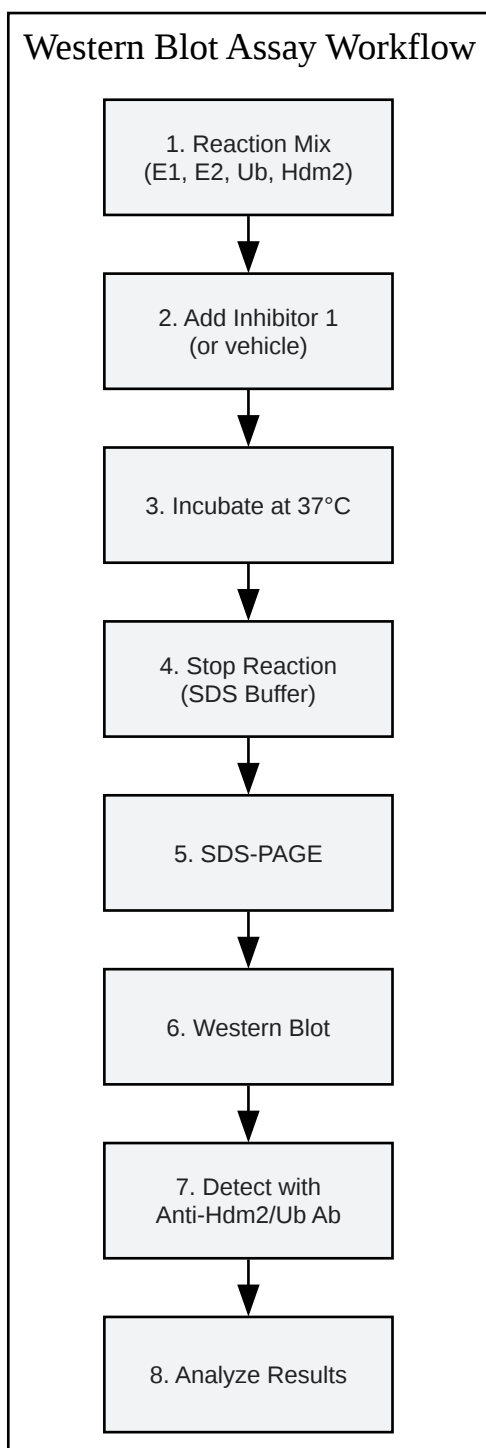 Western Blot Assay Workflow
1. Reaction Mix
(E1, E2, Ub, Hdm2)
2. Add Inhibitor 1
(or vehicle)
3. Incubate at 37°C
4. Stop Reaction
(SDS Buffer)
5. SDS-PAGE
6. Western Blot
7. Detect with
Anti-Hdm2/Ub Ab
8. Analyze Results